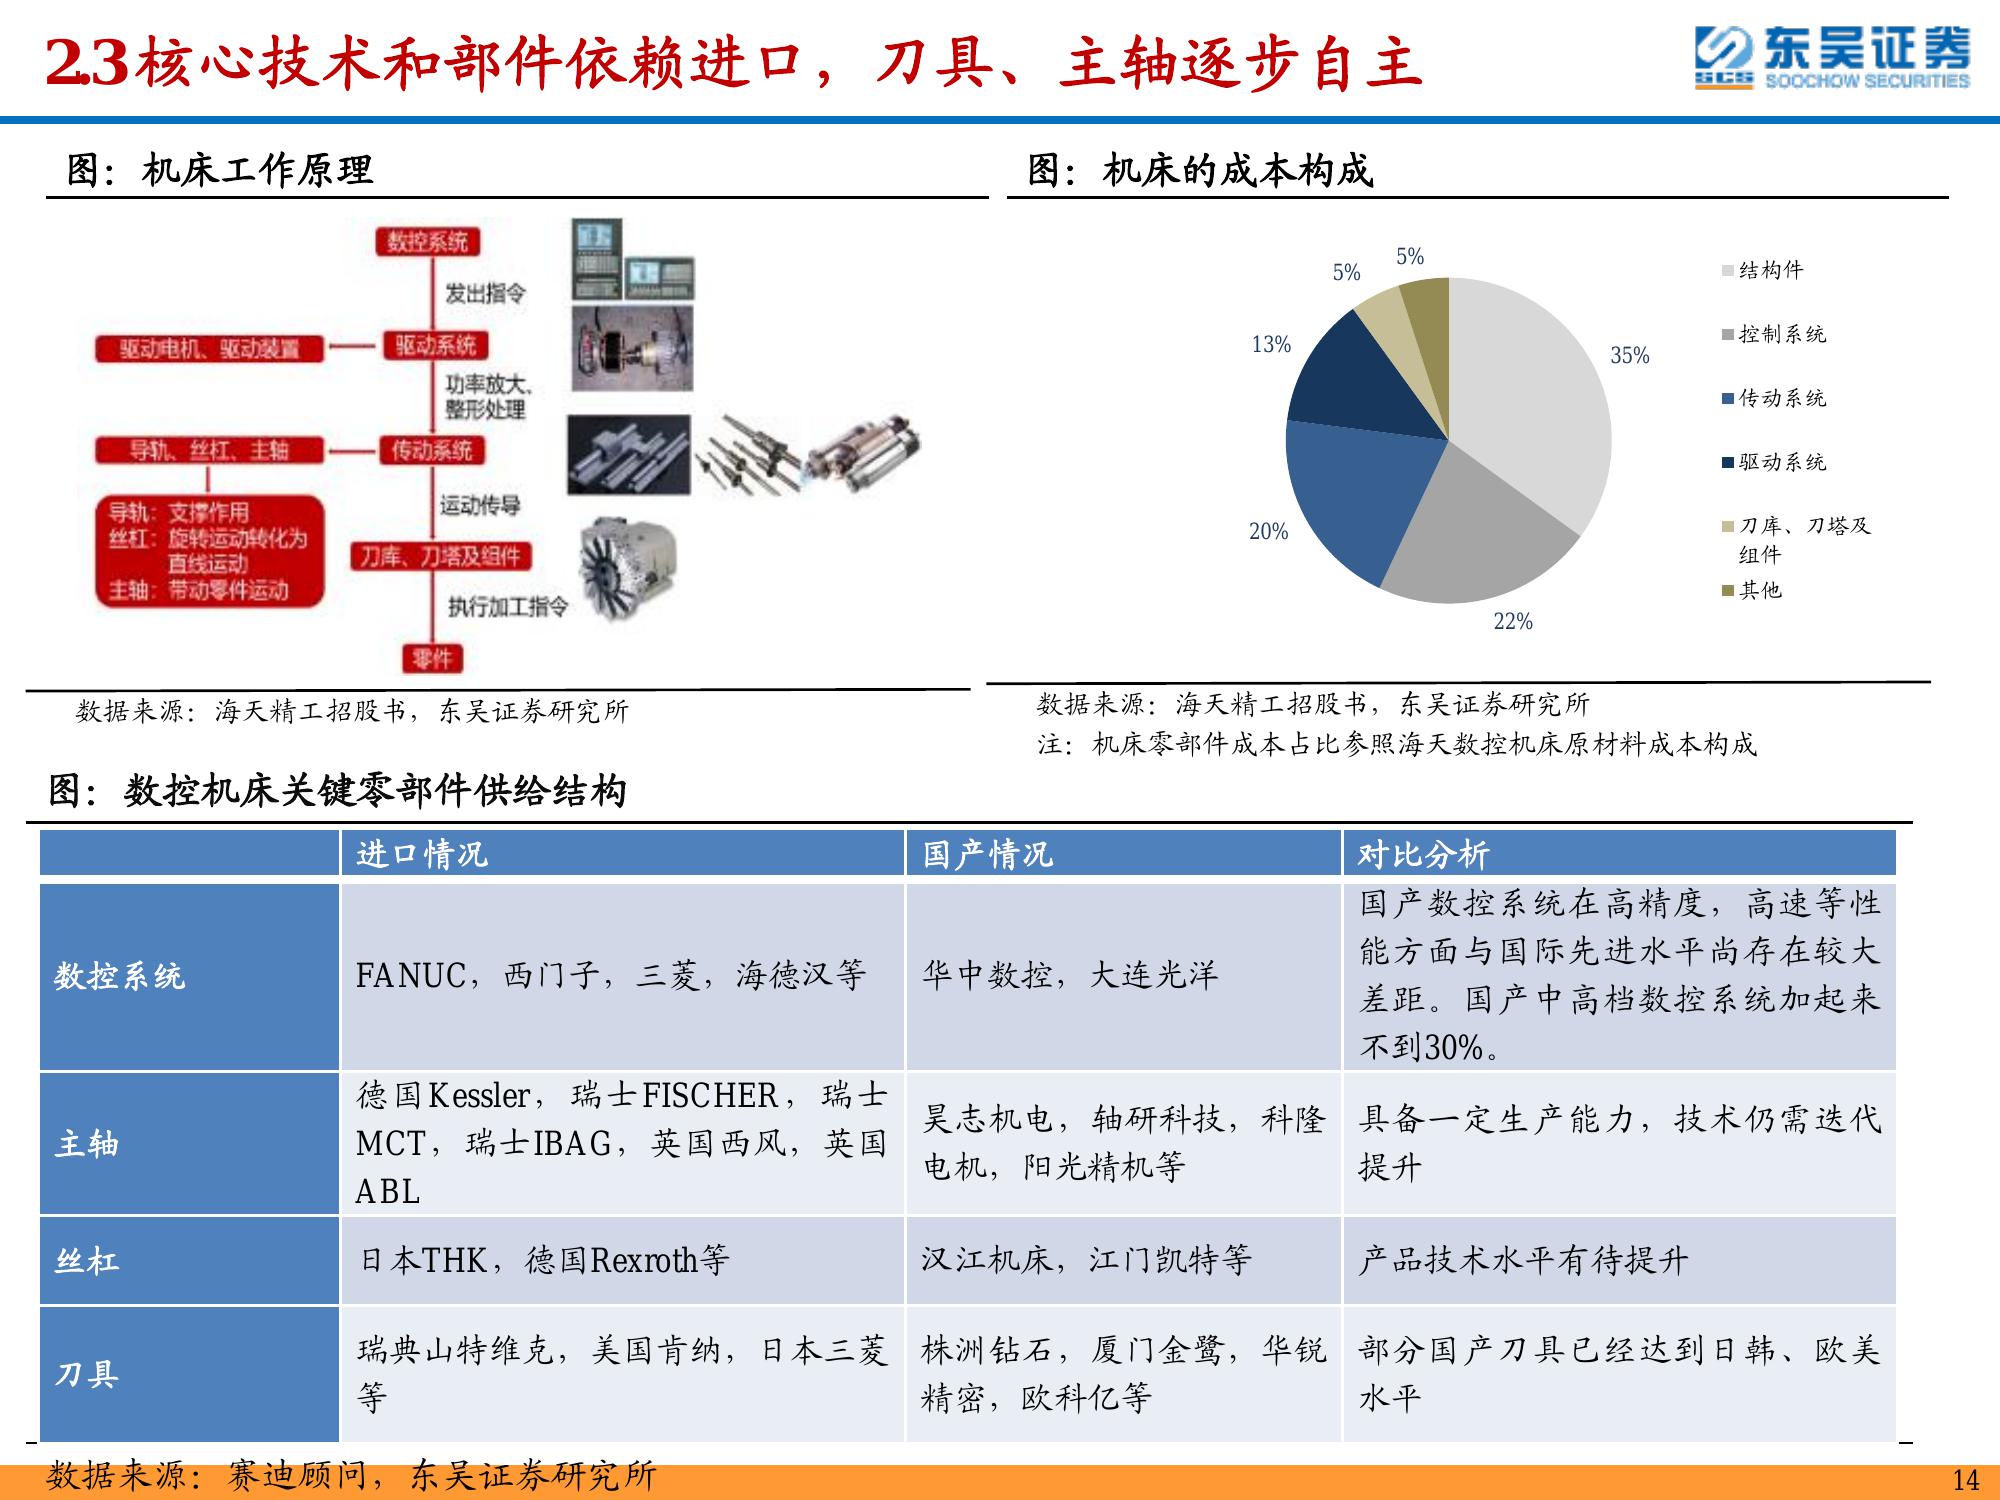 2.3核心技术和部件依赖进口，刀具、主轴逐步自主
东吴证券
SCS SOOCHOW SECURITIES
图：机床工作原理
数控系统
发出指令
驱动电机、驱动装置
驱动系统
功率放大、
整形处理
导轨、丝杠、主轴
传动系统
导轨：支撑作用
丝杠：旋转运动转化为
直线运动
主轴：带动零件运动
运动传导
刀库、刀塔及组件
执行加工指令
零件
数据来源：海天精工招股书，东吴证券研究所
图：机床的成本构成
5%
5%
13%
35%
20%
22%
结构件
控制系统
传动系统
驱动系统
刀库、刀塔及
组件
其他
数据来源：海天精工招股书，东吴证券研究所
注：机床零部件成本占比参照海天数控机床原材料成本构成
图：数控机床关键零部件供给结构
进口情况
国产情况
对比分析
数控系统
FANUC，西门子，三菱，海德汉等
华中数控，大连光洋
国产数控系统在高精度，高速等性
能方面与国际先进水平尚存在较大
差距。国产中高档数控系统加起来
不到30%。
主轴
德国Kessler，瑞士FISCHER，瑞士
MCT，瑞士IBAG，英国西风，英国
ABL
昊志机电，轴研科技，科隆
电机，阳光精机等
具备一定生产能力，技术仍需迭代
提升
丝杠
日本THK，德国Rexroth等
汉江机床，江门凯特等
产品技术水平有待提升
刀具
瑞典山特维克，美国肯纳，日本三菱
等
株洲钻石，厦门金鹭，华锐
精密，欧科亿等
部分国产刀具已经达到日韩、欧美
水平
数据来源：赛迪顾问，东吴证券研究所
14